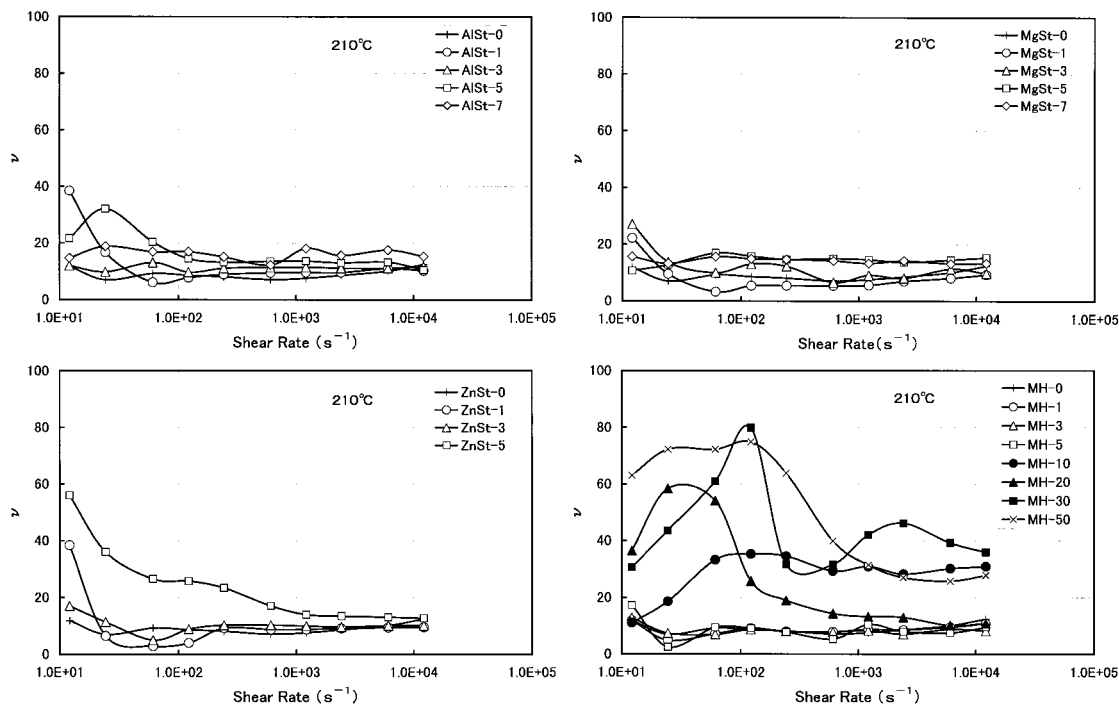 100
80
60
40
20
0
ν
210℃
AlSt-0
AlSt-1
AlSt-3
AlSt-5
AlSt-7
1.0E+01 1.0E+02 1.0E+03 1.0E+04 1.0E+05
Shear Rate (s⁻¹)
100
80
60
40
20
0
ν
210℃
MgSt-0
MgSt-1
MgSt-3
MgSt-5
MgSt-7
1.0E+01 1.0E+02 1.0E+03 1.0E+04 1.0E+05
Shear Rate(s⁻¹)
100
80
60
40
20
0
ν
210℃
ZnSt-0
ZnSt-1
ZnSt-3
ZnSt-5
1.0E+01 1.0E+02 1.0E+03 1.0E+04 1.0E+05
Shear Rate (s⁻¹)
100
80
60
40
20
0
ν
210℃
MH-0
MH-1
MH-3
MH-5
MH-10
MH-20
MH-30
MH-50
1.0E+01 1.0E+02 1.0E+03 1.0E+04 1.0E+05
Shear Rate (s⁻¹)